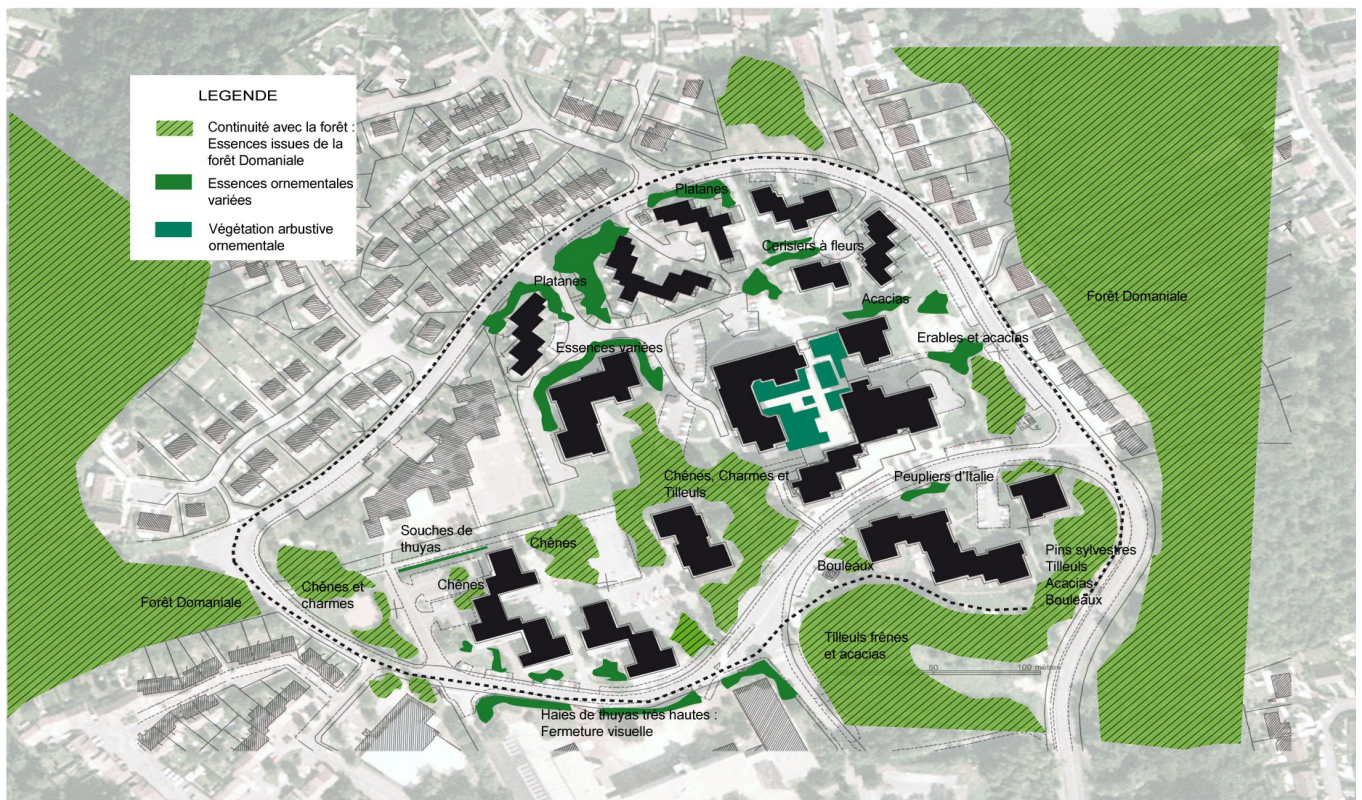 LEGENDE
Continuité avec la forêt :
Essences issues de la
forêt Domaniale
Essences ornementales
variées
Végétation arbustive
ornementale
Platanes
Cerisiers à fleurs
Platanes
Acacias
Forêt Domaniale
Essences variées
Erables et acacias
Chênes, Charmes et
Tilleuls
Peupliers d'Italie
Souches de
thuyas
Chênes
Chênes
Chênes et
charmes
Forêt Domaniale
Bouleaux
Pins sylvestres
Tilleuls
Acacias
Bouleaux
Tilleuls frênes
et acacias
50
100 mètres
Haies de thuyas très hautes :
Fermeture visuelle